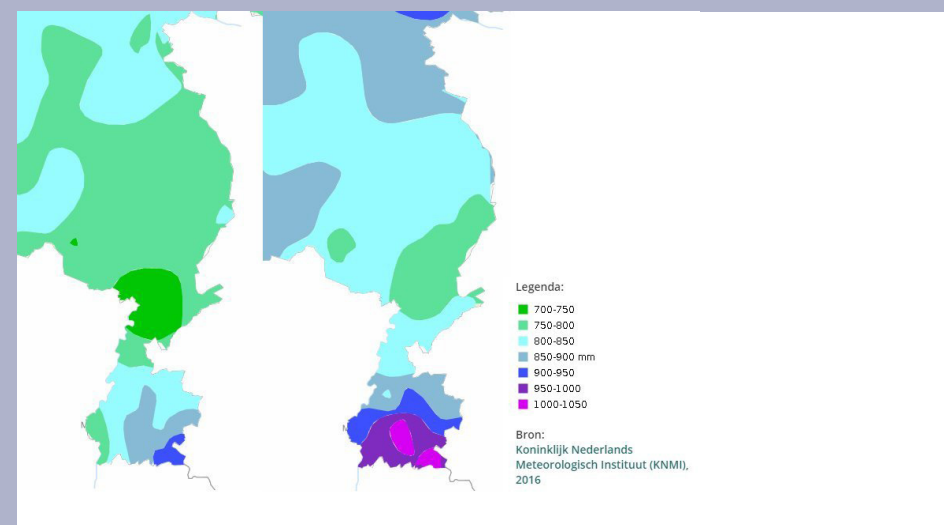 Legenda:
700-750
750-800
800-850
850-900 mm
900-950
950-1000
1000-1050
Bron:
Koninklijk Nederlands
Meteorologisch Instituut (KNMI),
2016